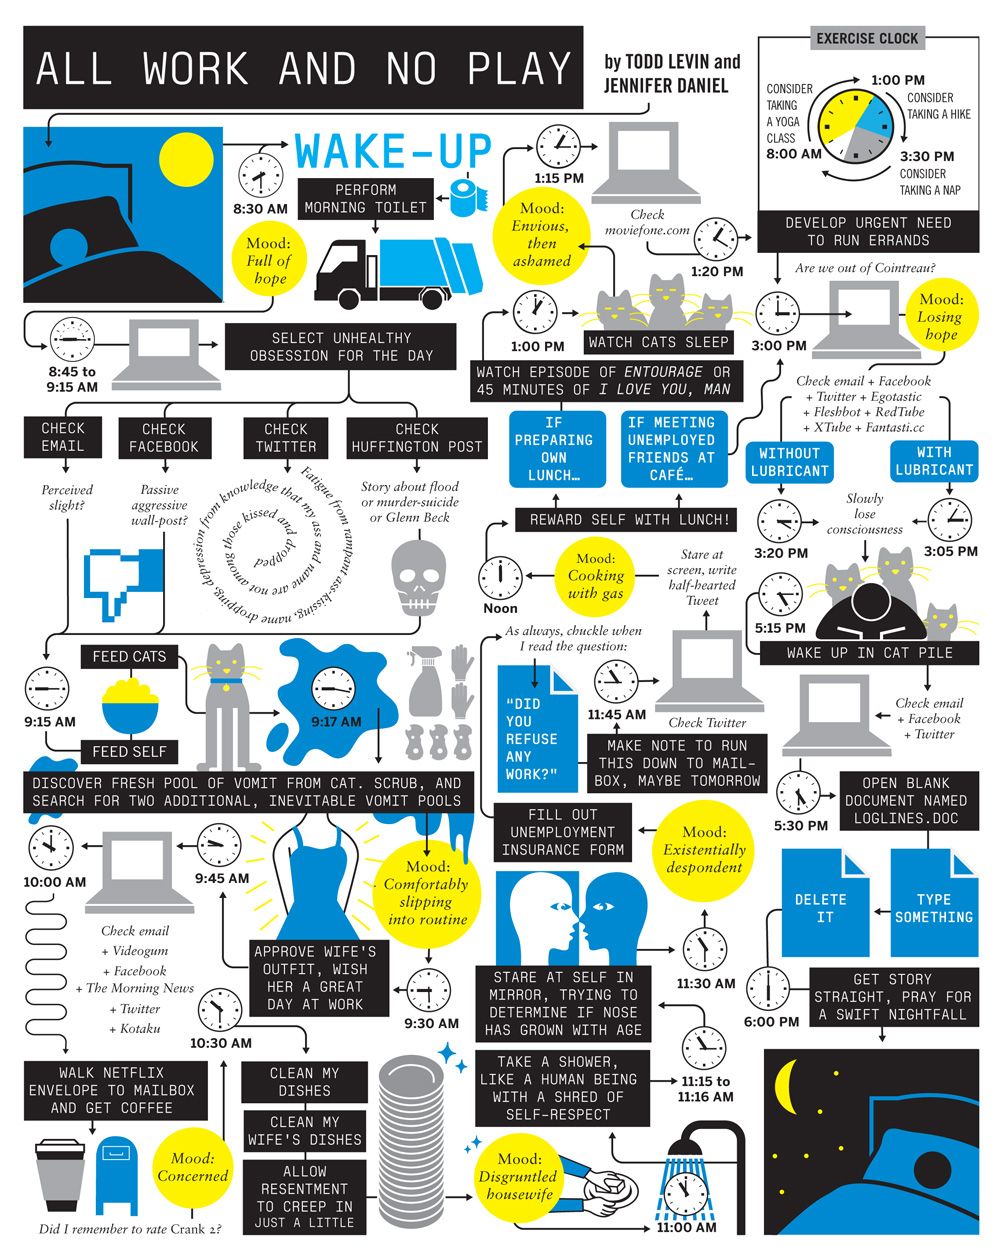 ALL WORK AND NO PLAY
by TODD LEVIN and
JENNIFER DANIEL
WAKE-UP
8:30 AM
PERFORM
MORNING TOILET
Mood:
Full of
hope
8:45 to
9:15 AM
SELECT UNHEALTHY
OBSESSION FOR THE DAY
CHECK
EMAIL
CHECK
FACEBOOK
CHECK
TWITTER
CHECK
HUFFINGTON POST
Perceived
slight?
Passive
aggressive
wall-post?
Fatigue from rampant ass-kissing, name dropping, depression from knowledge that my ass and name are not among those kissed and dropped
Story about flood
or murder-suicide
or Glenn Beck
9:15 AM
FEED CATS
FEED SELF
9:17 AM
DISCOVER FRESH POOL OF VOMIT FROM CAT. SCRUB, AND
SEARCH FOR TWO ADDITIONAL, INEVITABLE VOMIT POOLS
Mood:
Comfortably
slipping
into routine
9:30 AM
APPROVE WIFE'S
OUTFIT, WISH
HER A GREAT
DAY AT WORK
9:45 AM
Check email
+ Videogum
+ Facebook
+ The Morning News
+ Twitter
+ Kotaku
10:00 AM
WALK NETFLIX
ENVELOPE TO MAILBOX
AND GET COFFEE
Did I remember to rate Crank 2?
Mood:
Concerned
10:30 AM
CLEAN MY
DISHES
CLEAN MY
WIFE'S DISHES
ALLOW
RESENTMENT
TO CREEP IN
JUST A LITTLE
Mood:
Disgruntled
housewife
11:00 AM
TAKE A SHOWER,
LIKE A HUMAN BEING
WITH A SHRED OF
SELF-RESPECT
11:15 to
11:16 AM
STARE AT SELF IN
MIRROR, TRYING TO
DETERMINE IF NOSE
HAS GROWN WITH AGE
11:30 AM
Mood:
Existentially
despondent
FILL OUT
UNEMPLOYMENT
INSURANCE FORM
As always, chuckle when
I read the question:
"DID
YOU
REFUSE
ANY
WORK?"
MAKE NOTE TO RUN
THIS DOWN TO MAIL-
BOX, MAYBE TOMORROW
11:45 AM
Check Twitter
Stare at
screen, write
half-hearted
Tweet
Mood:
Cooking
with gas
Noon
REWARD SELF WITH LUNCH!
IF
PREPARING
OWN
LUNCH...
IF MEETING
UNEMPLOYED
FRIENDS AT
CAFÉ...
WATCH EPISODE OF ENTOURAGE OR
45 MINUTES OF I LOVE YOU, MAN
1:00 PM
WATCH CATS SLEEP
Mood:
Envious,
then
ashamed
1:15 PM
Check
moviefone.com
1:20 PM
EXERCISE CLOCK
1:00 PM
CONSIDER
TAKING A HIKE
3:30 PM
CONSIDER
TAKING A NAP
CONSIDER
TAKING
A YOGA
CLASS
8:00 AM
DEVELOP URGENT NEED
TO RUN ERRANDS
Are we out of Cointreau?
3:00 PM
Mood:
Losing
hope
Check email + Facebook
+ Twitter + Egotastic
+ Fleshbot + RedTube
+ XTube + Fantasti.cc
WITHOUT
LUBRICANT
WITH
LUBRICANT
3:20 PM
Slowly
lose
consciousness
3:05 PM
5:15 PM
WAKE UP IN CAT PILE
Check email
+ Facebook
+ Twitter
5:30 PM
OPEN BLANK
DOCUMENT NAMED
LOGLINES.DOC
TYPE
SOMETHING
DELETE
IT
6:00 PM
GET STORY
STRAIGHT, PRAY FOR
A SWIFT NIGHTFALL